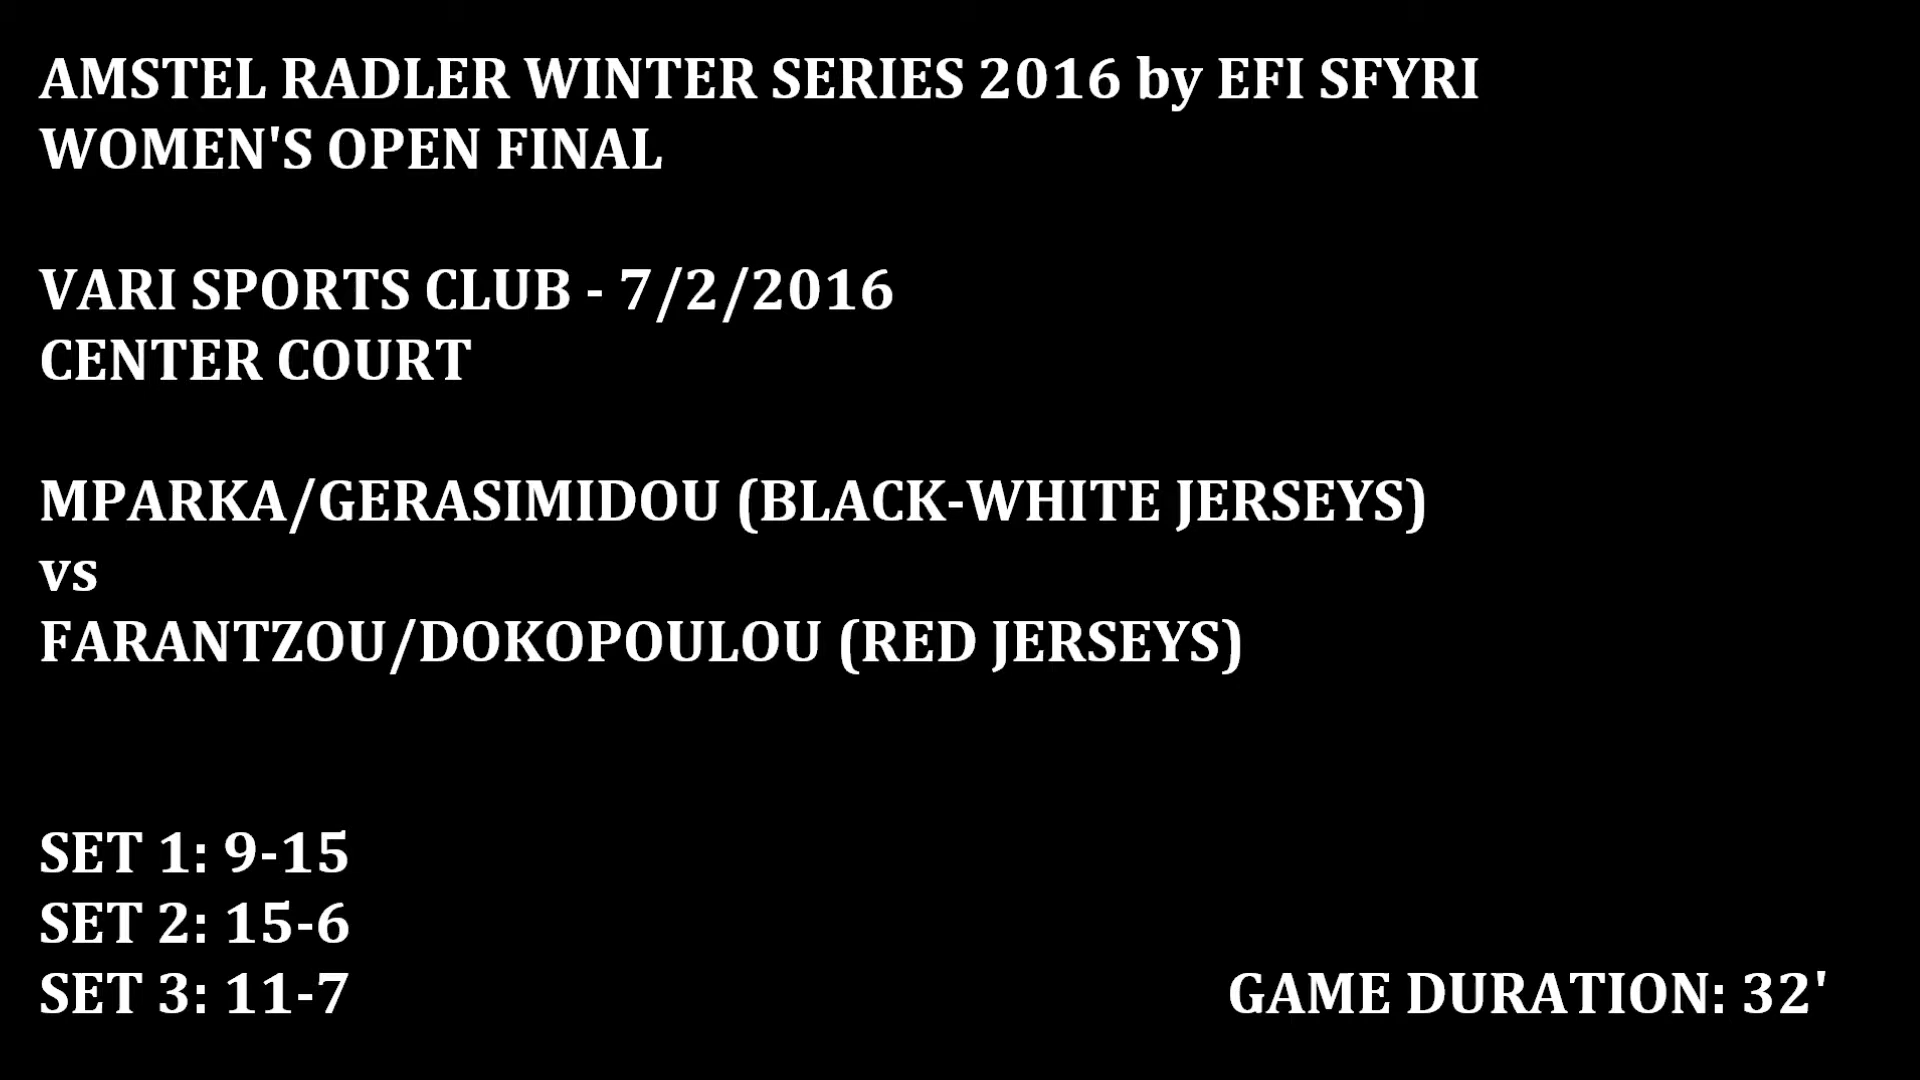 AMSTEL RADLER WINTER SERIES 2016 by EFI SFYRI
WOMEN'S OPEN FINAL
VARI SPORTS CLUB - 7/2/2016
CENTER COURT
MPARKA/GERASIMIDOU (BLACK-WHITE JERSEYS)
vs
FARANTZOU/DOKOPOULOU (RED JERSEYS)
SET 1: 9-15
SET 2: 15-6
SET 3: 11-7
GAME DURATION: 32'